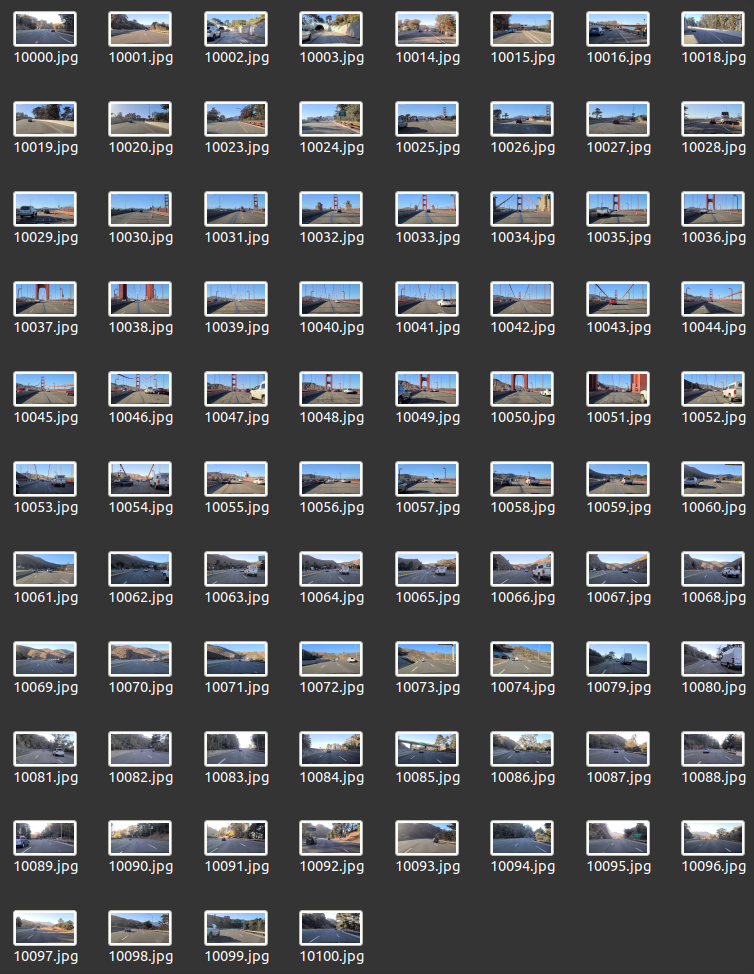 10000.jpg 10001.jpg 10002.jpg 10003.jpg 10014.jpg 10015.jpg 10016.jpg 10018.jpg
10019.jpg 10020.jpg 10023.jpg 10024.jpg 10025.jpg 10026.jpg 10027.jpg 10028.jpg
10029.jpg 10030.jpg 10031.jpg 10032.jpg 10033.jpg 10034.jpg 10035.jpg 10036.jpg
10037.jpg 10038.jpg 10039.jpg 10040.jpg 10041.jpg 10042.jpg 10043.jpg 10044.jpg
10045.jpg 10046.jpg 10047.jpg 10048.jpg 10049.jpg 10050.jpg 10051.jpg 10052.jpg
10053.jpg 10054.jpg 10055.jpg 10056.jpg 10057.jpg 10058.jpg 10059.jpg 10060.jpg
10061.jpg 10062.jpg 10063.jpg 10064.jpg 10065.jpg 10066.jpg 10067.jpg 10068.jpg
10069.jpg 10070.jpg 10071.jpg 10072.jpg 10073.jpg 10074.jpg 10079.jpg 10080.jpg
10081.jpg 10082.jpg 10083.jpg 10084.jpg 10085.jpg 10086.jpg 10087.jpg 10088.jpg
10089.jpg 10090.jpg 10091.jpg 10092.jpg 10093.jpg 10094.jpg 10095.jpg 10096.jpg
10097.jpg 10098.jpg 10099.jpg 10100.jpg